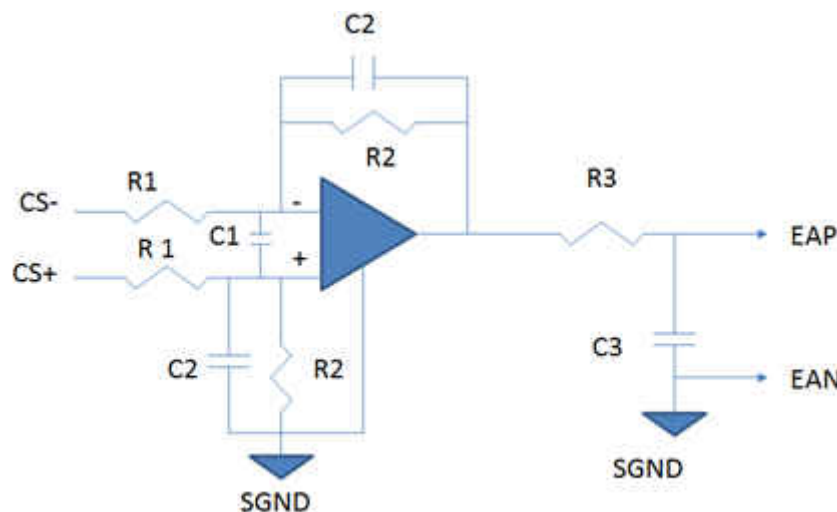 C2
R2
R1
R3
CS-
-
C1
EAP
R 1
CS+
+
C2
R2
C3
EAN
SGND
SGND